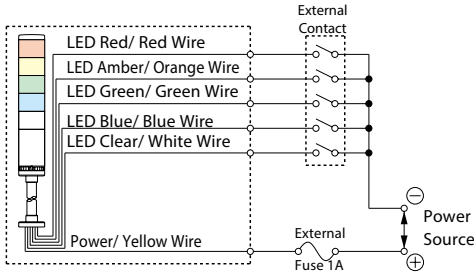 External
Contact
LED Red/ Red Wire
LED Amber/ Orange Wire
LED Green/ Green Wire
LED Blue/ Blue Wire
LED Clear/ White Wire
Power
Source
Power/ Yellow Wire
External
Fuse 1A